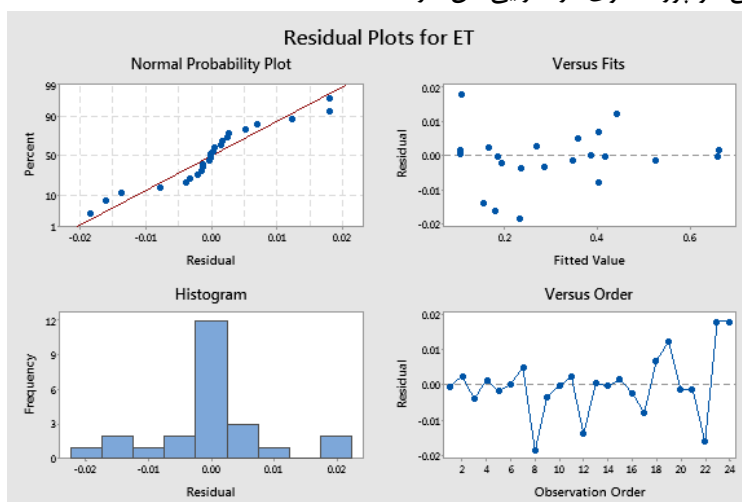 Residual Plots for ET
Normal Probability Plot
Versus Fits
99
90
50
10
1
Percent
-0.02
-0.01
0.00
0.01
0.02
Residual
0.02
0.01
0.00
-0.01
-0.02
Residual
0.2
0.4
0.6
Fitted Value
Histogram
Versus Order
12
9
6
3
0
Frequency
-0.02
-0.01
0.00
0.01
0.02
Residual
0.02
0.01
0.00
-0.01
-0.02
Residual
2 4 6 8 10 12 14 16 18 20 22 24
Observation Order